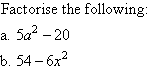 Factorise the following:
a. 5a² – 20
b. 54 – 6x²